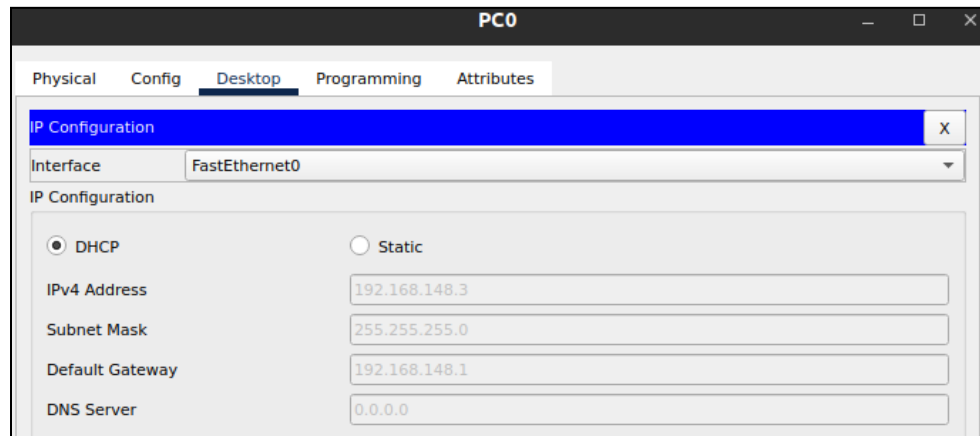 PC0
Physical Config Desktop Programming Attributes
IP Configuration X
Interface FastEthernet0
IP Configuration
DHCP Static
IPv4 Address 192.168.148.3
Subnet Mask 255.255.255.0
Default Gateway 192.168.148.1
DNS Server 0.0.0.0